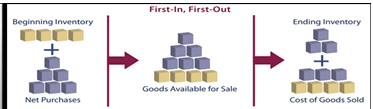 First-In, First-Out
Beginning Inventory
Net Purchases
Goods Available for Sale
Ending Inventory
Cost of Goods Sold